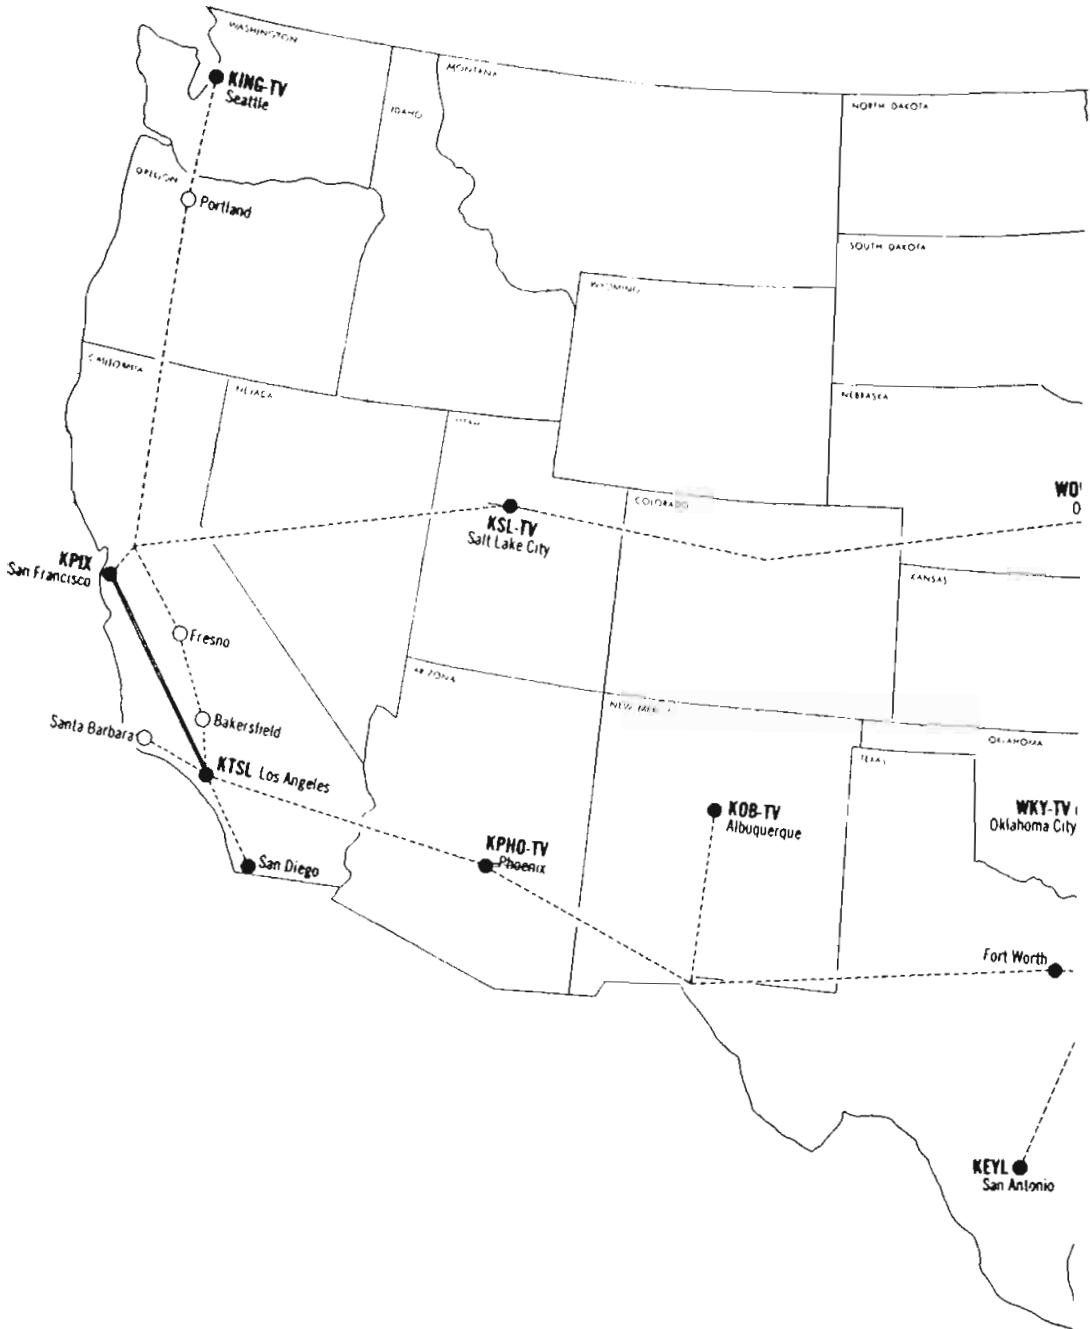 WASHINGTON
KING-TV
Seattle
MONTANA
IDAHO
NORTH DAKOTA
OREGON
Portland
SOUTH DAKOTA
WYOMING
CALIFORNIA
NEVADA
UTAH
NEBRASKA
COLORADO
KSL-TV
Salt Lake City
KPIX
San Francisco
KANSAS
Fresno
ARIZONA
NEW
Santa Barbara
Bakersfield
OKLAHOMA
TEXAS
KTSL Los Angeles
KOB-TV
Albuquerque
WKY-TV
Oklahoma City
KPHO-TV
Phoenix
San Diego
Fort Worth
KEYL
San Antonio